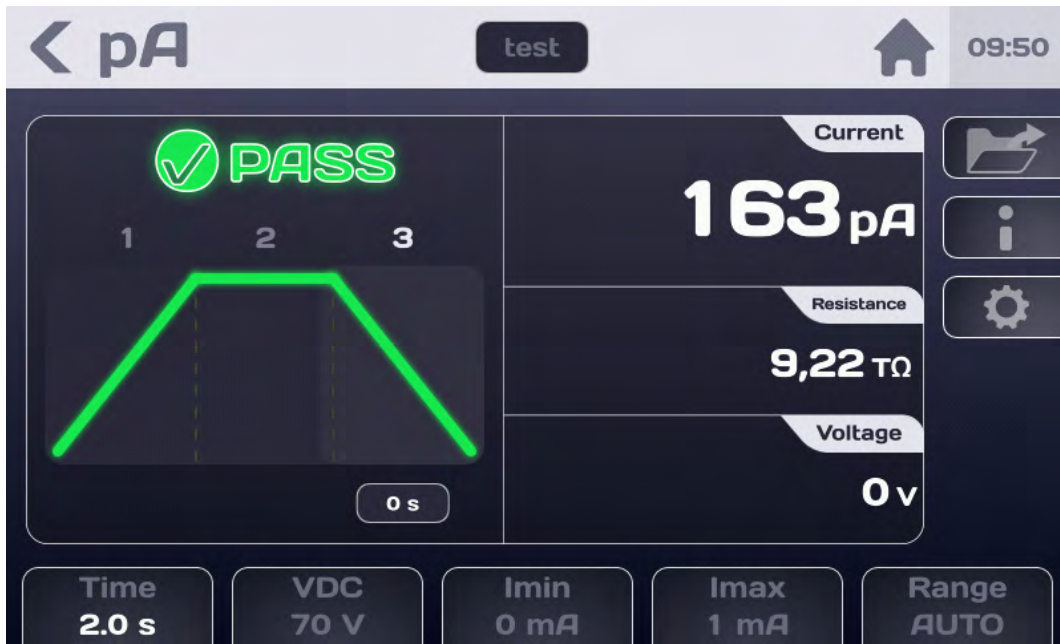 pA
test
09:50
PASS
1
2
3
0 s
Current
163 pA
Resistance
9,22 TΩ
Voltage
0 V
Time
2.0 s
VDC
70 V
Imin
0 mA
Imax
1 mA
Range
AUTO